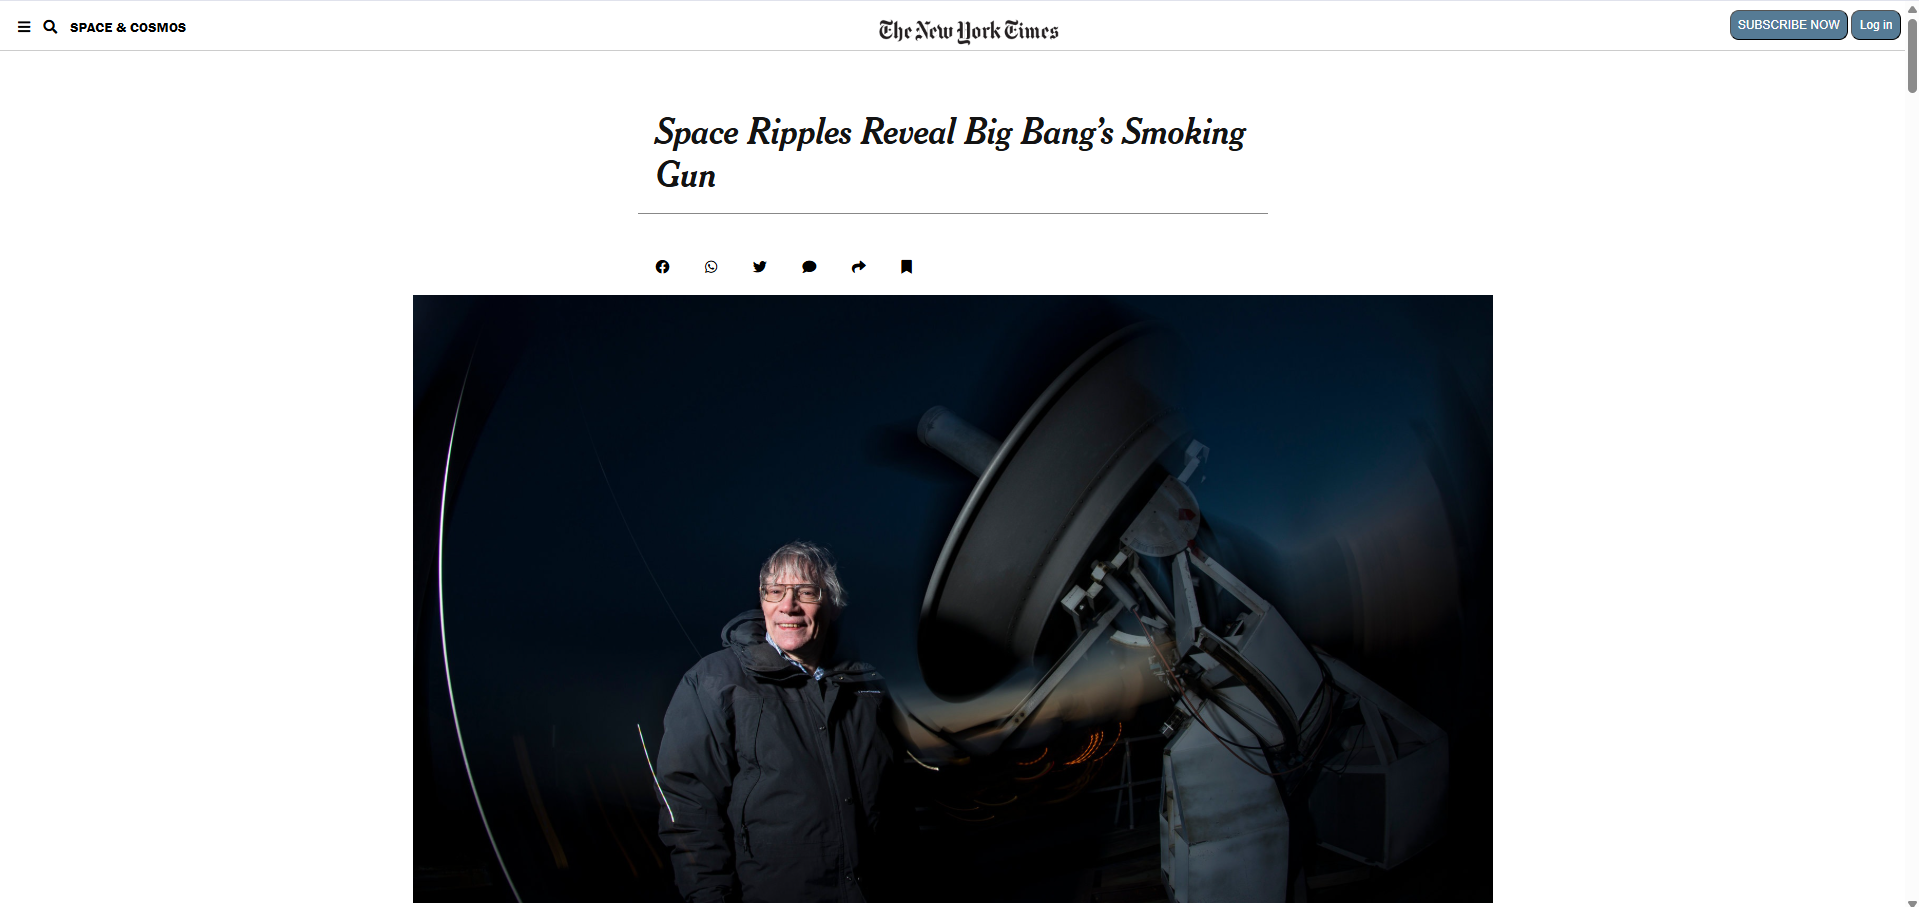 SPACE & COSMOS
The New York Times
SUBSCRIBE NOW
Log in
Space Ripples Reveal Big Bang’s Smoking
Gun